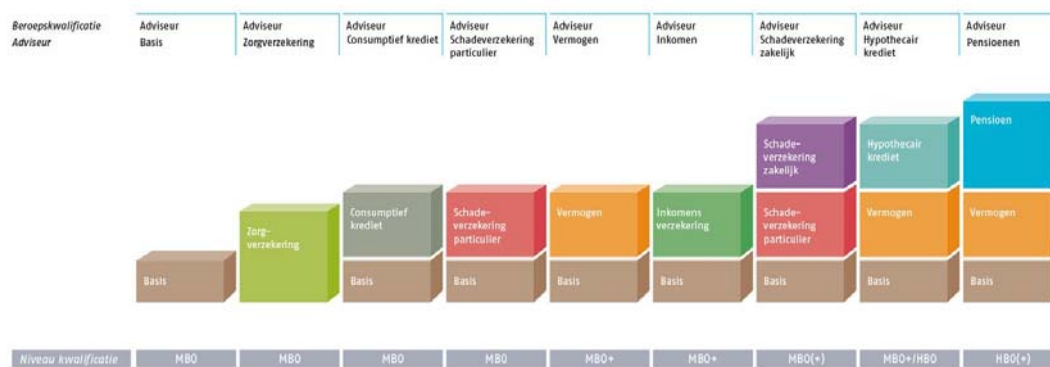 Beroepskwalificatie
Adviseur
Adviseur
Basis
Adviseur
Zorgverzekering
Adviseur
Consumptief krediet
Adviseur
Schadeverzekering
particulier
Adviseur
Vermogen
Adviseur
Inkomen
Adviseur
Schadeverzekering
zakelijk
Adviseur
Hypothecair
krediet
Adviseur
Pensioenen
Basis
Zorg-
verzekering
Consumptief
krediet
Basis
Schade-
verzekering
particulier
Basis
Vermogen
Basis
Inkomens
verzekering
Basis
Schade-
verzekering
zakelijk
Schade-
verzekering
particulier
Basis
Hypothecair
krediet
Vermogen
Basis
Pensioen
Vermogen
Basis
Niveau kwalificatie
MBO
MBO
MBO
MBO
MBO+
MBO+
MBO(+)
MBO+/HBO
HBO(+)